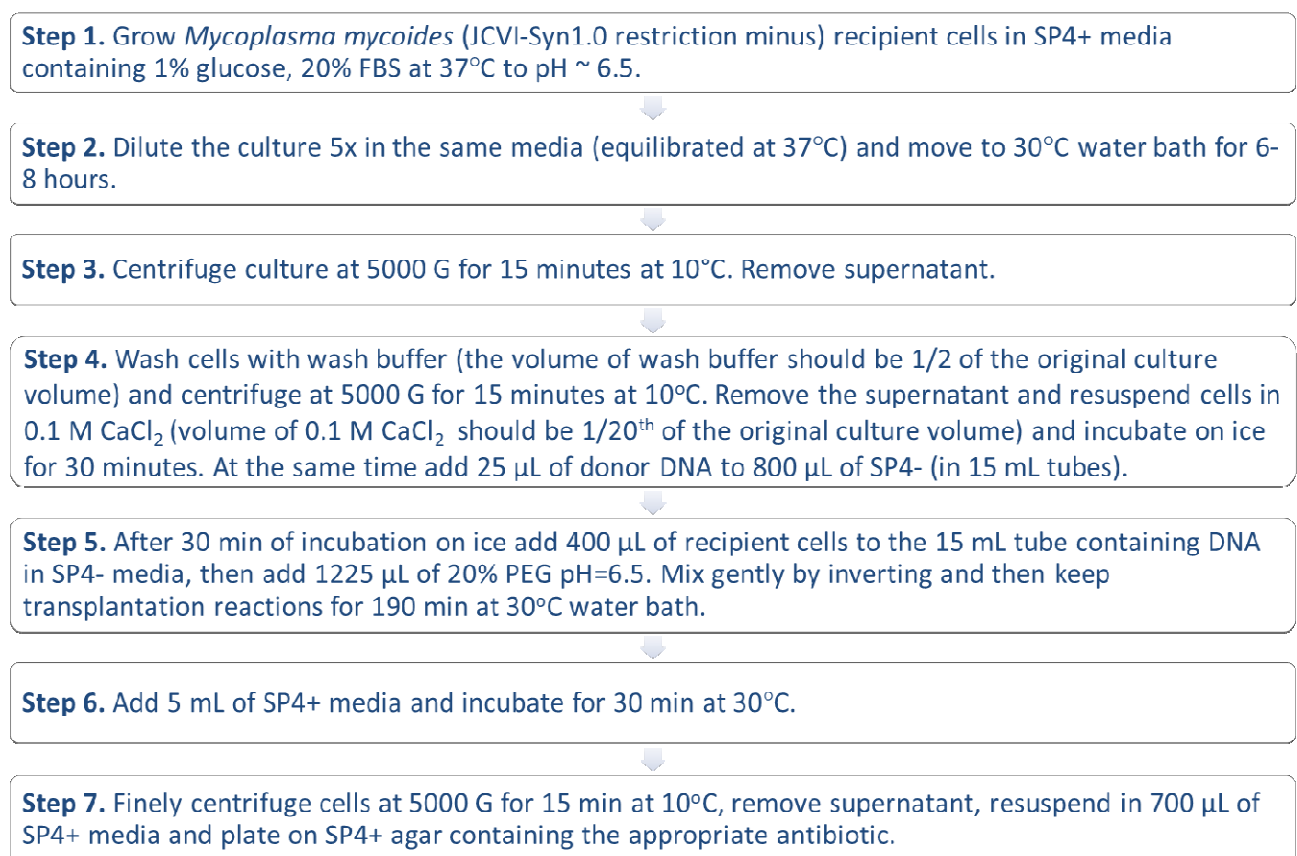 Step 1. Grow Mycoplasma mycoides (JCVI-Syn1.0 restriction minus) recipient cells in SP4+ media
containing 1% glucose, 20% FBS at 37°C to pH ~ 6.5.
Step 2. Dilute the culture 5x in the same media (equilibrated at 37°C) and move to 30°C water bath for 6-
8 hours.
Step 3. Centrifuge culture at 5000 G for 15 minutes at 10°C. Remove supernatant.
Step 4. Wash cells with wash buffer (the volume of wash buffer should be 1/2 of the original culture
volume) and centrifuge at 5000 G for 15 minutes at 10°C. Remove the supernatant and resuspend cells in
0.1 M CaCl₂ (volume of 0.1 M CaCl₂ should be 1/20th of the original culture volume) and incubate on ice
for 30 minutes. At the same time add 25 µL of donor DNA to 800 µL of SP4- (in 15 mL tubes).
Step 5. After 30 min of incubation on ice add 400 µL of recipient cells to the 15 mL tube containing DNA
in SP4- media, then add 1225 µL of 20% PEG pH=6.5. Mix gently by inverting and then keep
transplantation reactions for 190 min at 30°C water bath.
Step 6. Add 5 mL of SP4+ media and incubate for 30 min at 30°C.
Step 7. Finely centrifuge cells at 5000 G for 15 min at 10°C, remove supernatant, resuspend in 700 µL of
SP4+ media and plate on SP4+ agar containing the appropriate antibiotic.